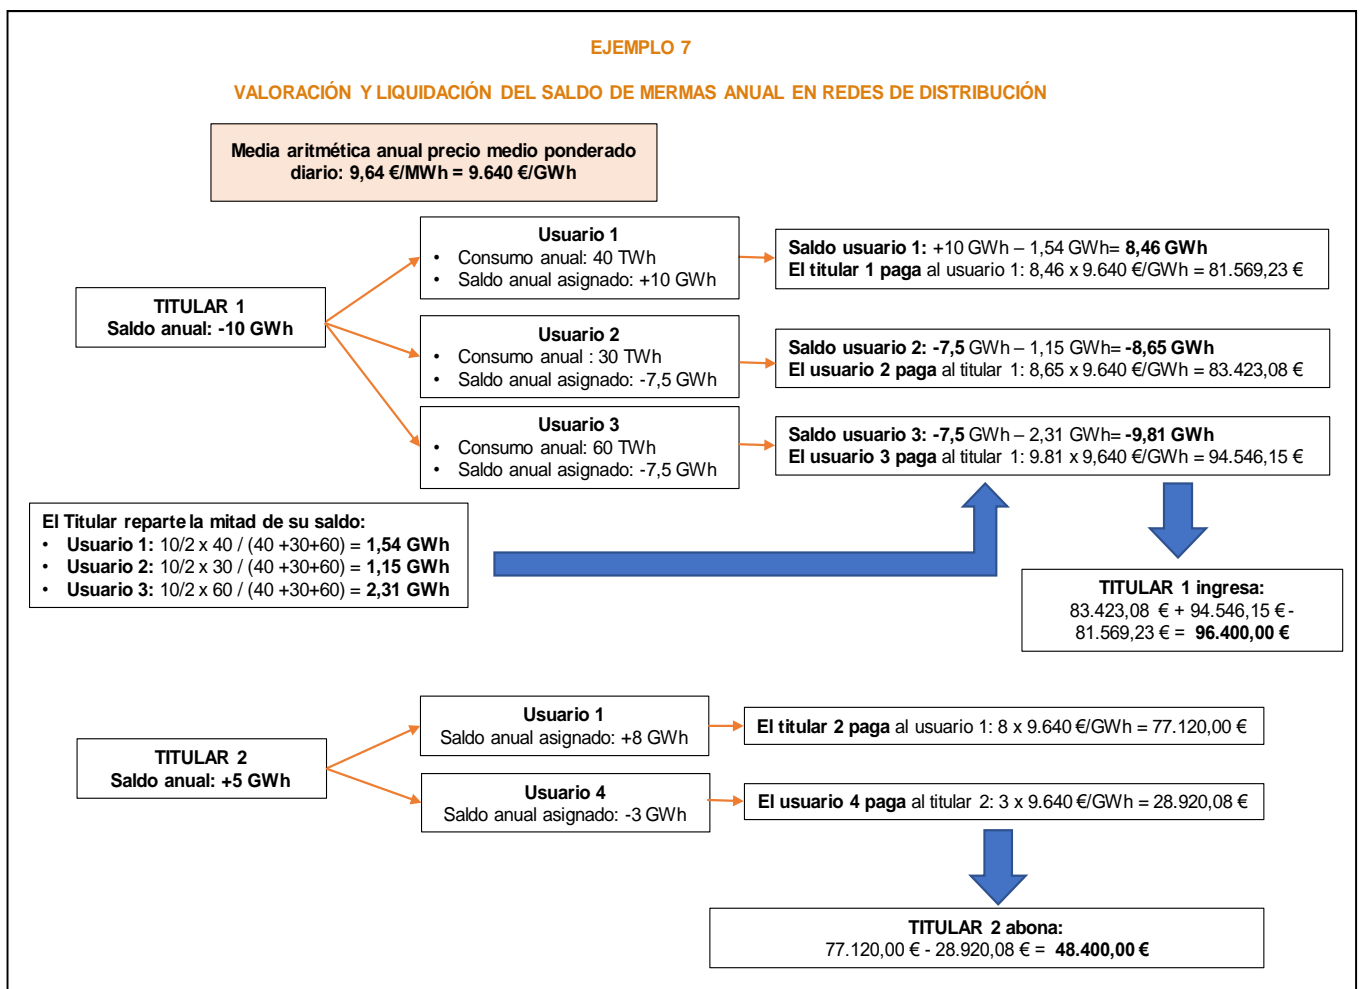 EJEMPLO 7
VALORACIÓN Y LIQUIDACIÓN DEL SALDO DE MERMAS ANUAL EN REDES DE DISTRIBUCIÓN
Media aritmética anual precio medio ponderado
diario: 9,64 €/MWh = 9.640 €/GWh
TITULAR 1
Saldo anual: -10 GWh
Usuario 1
• Consumo anual: 40 TWh
• Saldo anual asignado: +10 GWh
Saldo usuario 1: +10 GWh – 1,54 GWh= 8,46 GWh
El titular 1 paga al usuario 1: 8,46 x 9.640 €/GWh = 81.569,23 €
Usuario 2
• Consumo anual : 30 TWh
• Saldo anual asignado: -7,5 GWh
Saldo usuario 2: -7,5 GWh – 1,15 GWh= -8,65 GWh
El usuario 2 paga al titular 1: 8,65 x 9.640 €/GWh = 83.423,08 €
Usuario 3
• Consumo anual: 60 TWh
• Saldo anual asignado: -7,5 GWh
Saldo usuario 3: -7,5 GWh – 2,31 GWh= -9,81 GWh
El usuario 3 paga al titular 1: 9.81 x 9,640 €/GWh = 94.546,15 €
El Titular reparte la mitad de su saldo:
• Usuario 1: 10/2 x 40 / (40 +30+60) = 1,54 GWh
• Usuario 2: 10/2 x 30 / (40 +30+60) = 1,15 GWh
• Usuario 3: 10/2 x 60 / (40 +30+60) = 2,31 GWh
TITULAR 1 ingresa:
83.423,08 € + 94.546,15 € -
81.569,23 € = 96.400,00 €
TITULAR 2
Saldo anual: +5 GWh
Usuario 1
Saldo anual asignado: +8 GWh
El titular 2 paga al usuario 1: 8 x 9.640 €/GWh = 77.120,00 €
Usuario 4
Saldo anual asignado: -3 GWh
El usuario 4 paga al titular 2: 3 x 9.640 €/GWh = 28.920,08 €
TITULAR 2 abona:
77.120,00 € - 28.920,08 € = 48.400,00 €